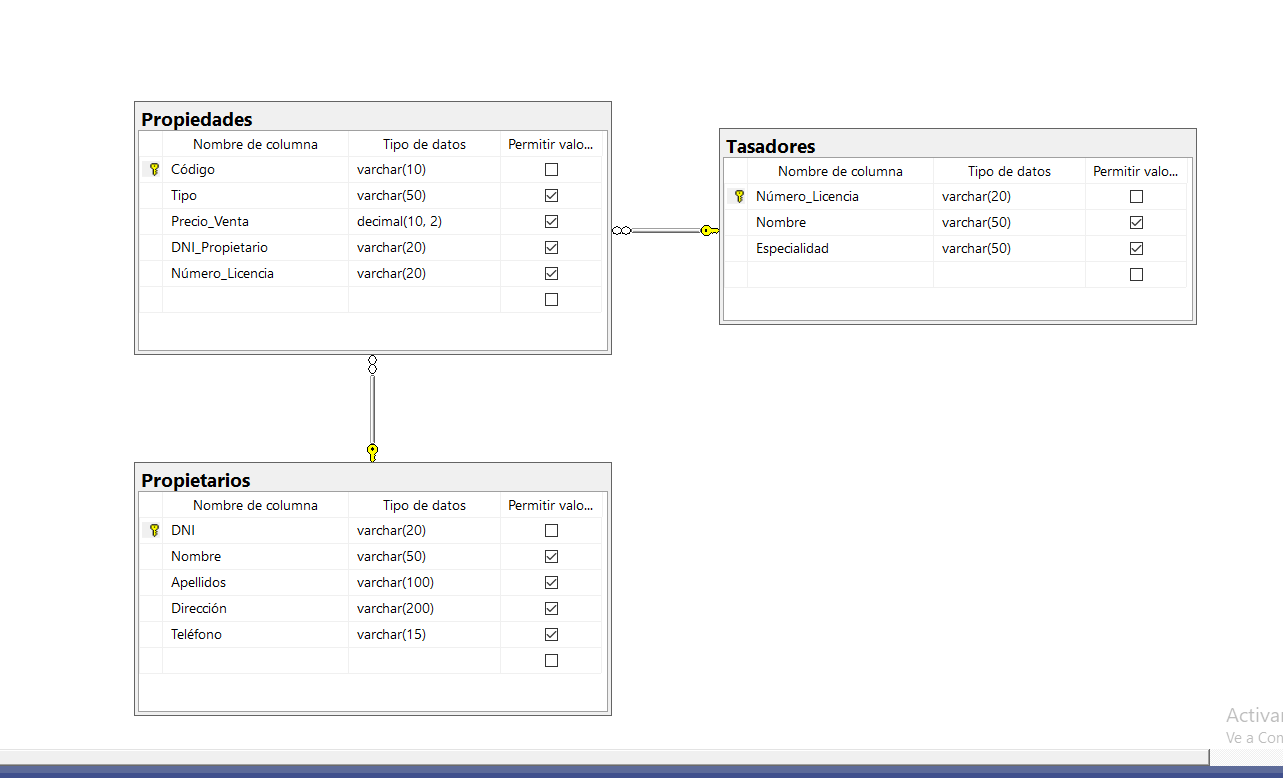 Propiedades
Nombre de columna Tipo de datos Permitir valo...
Código varchar(10)
Tipo varchar(50)
Precio_Venta decimal(10, 2)
DNI_Propietario varchar(20)
Número_Licencia varchar(20)
Tasadores
Nombre de columna Tipo de datos Permitir valo...
Número_Licencia varchar(20)
Nombre varchar(50)
Especialidad varchar(50)
Propietarios
Nombre de columna Tipo de datos Permitir valo...
DNI varchar(20)
Nombre varchar(50)
Apellidos varchar(100)
Dirección varchar(200)
Teléfono varchar(15)
Activar
Ve a Con